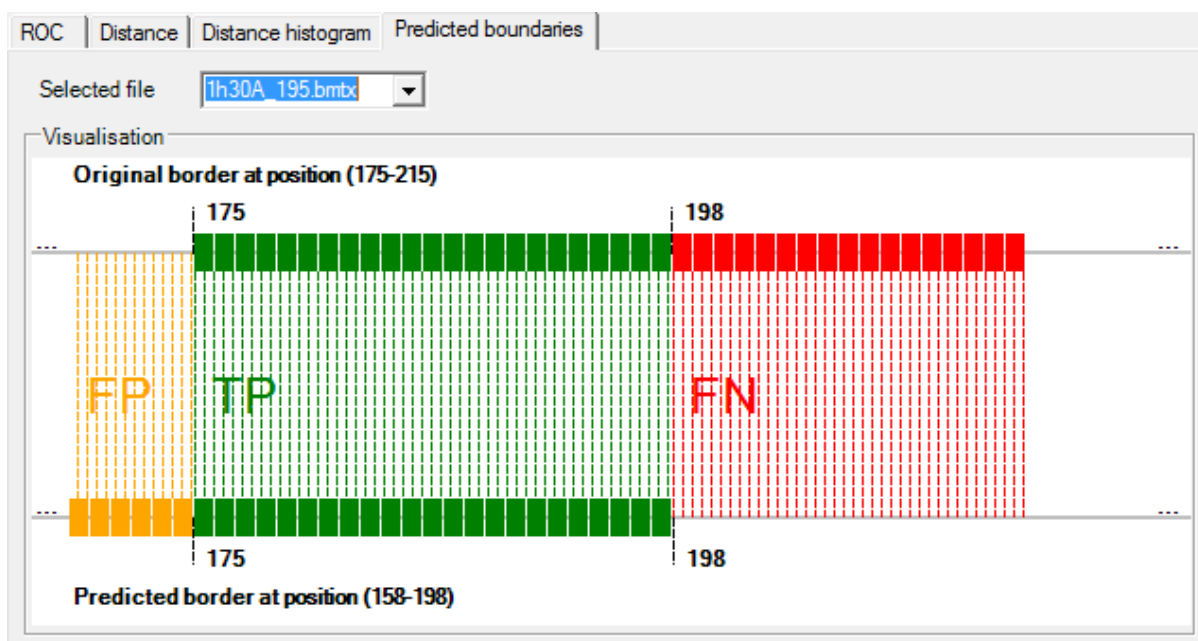 ROC Distance Distance histogram Predicted boundaries
Selected file 1h30A_195.bmtx
Visualisation
Original border at position (175-215)
175 198
--- ---
FP TP FN
--- ---
175 198
Predicted border at position (158-198)